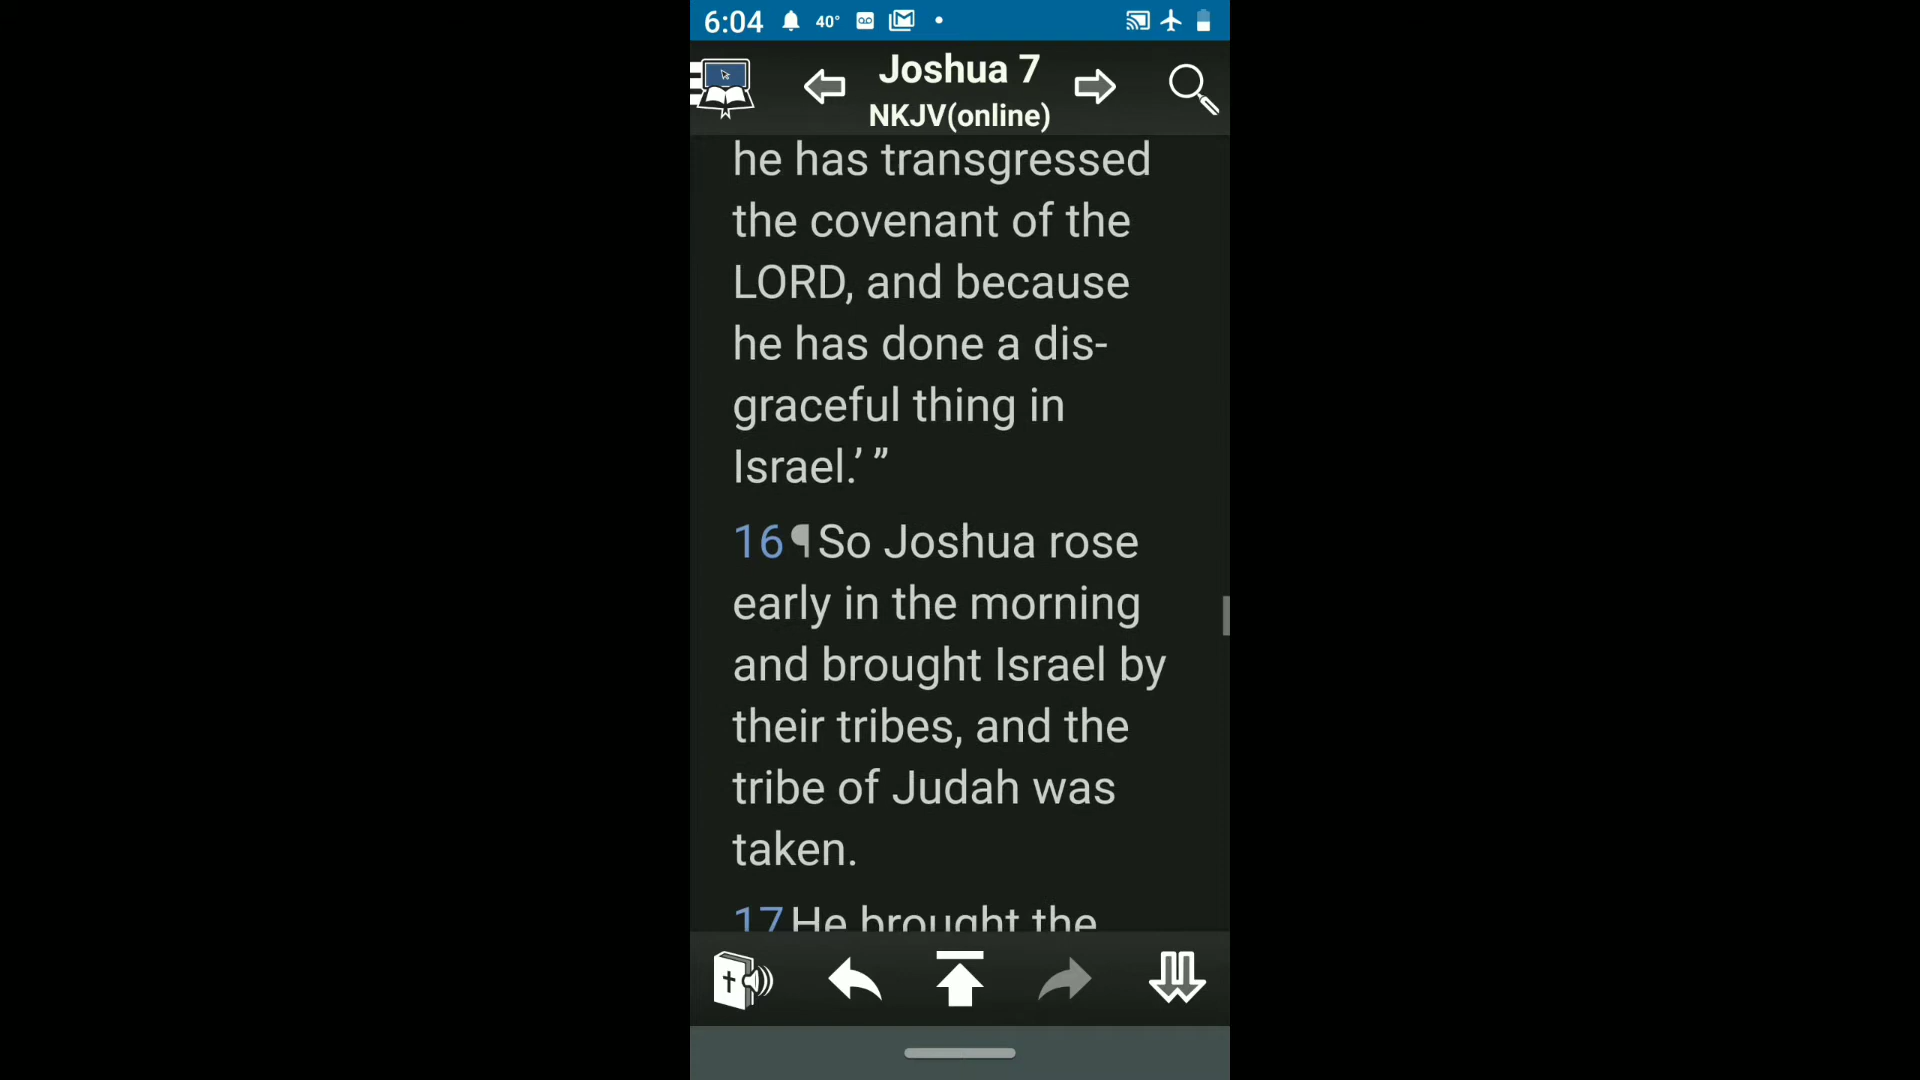 6:04 40°
Joshua 7
NKJV(online)
he has transgressed
the covenant of the
LORD, and because
he has done a dis-
graceful thing in
Israel.’ ”
16 ¶ So Joshua rose
early in the morning
and brought Israel by
their tribes, and the
tribe of Judah was
taken.
17 He brought the